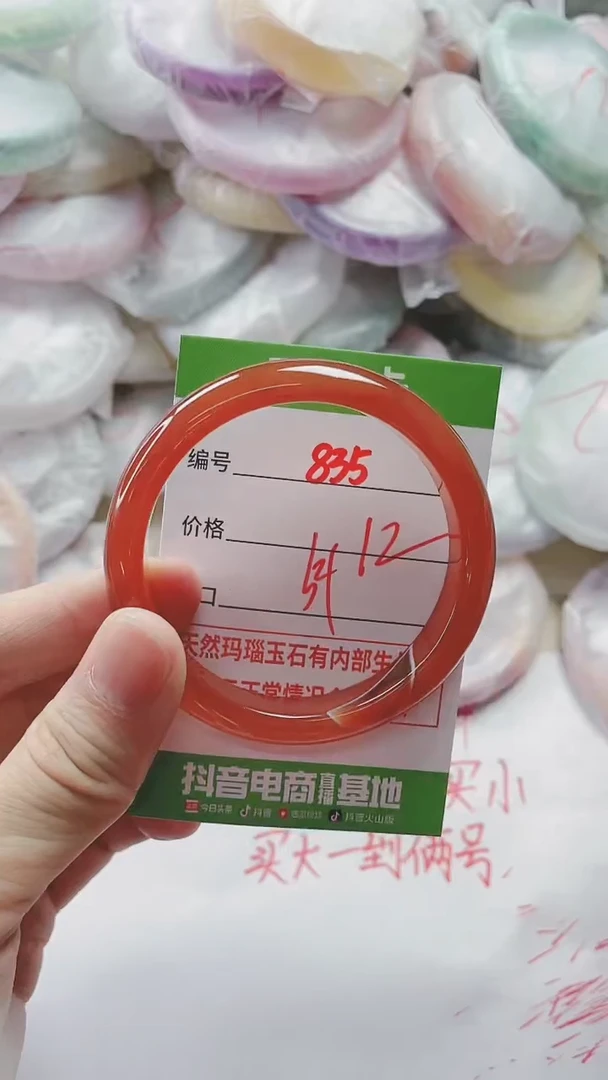 编号 835
价格 12
口 54
天然玛瑙玉石有内部生
抖音电商直播基地
今日头条 抖音 抖音火山版
买小
买大一到俩号.